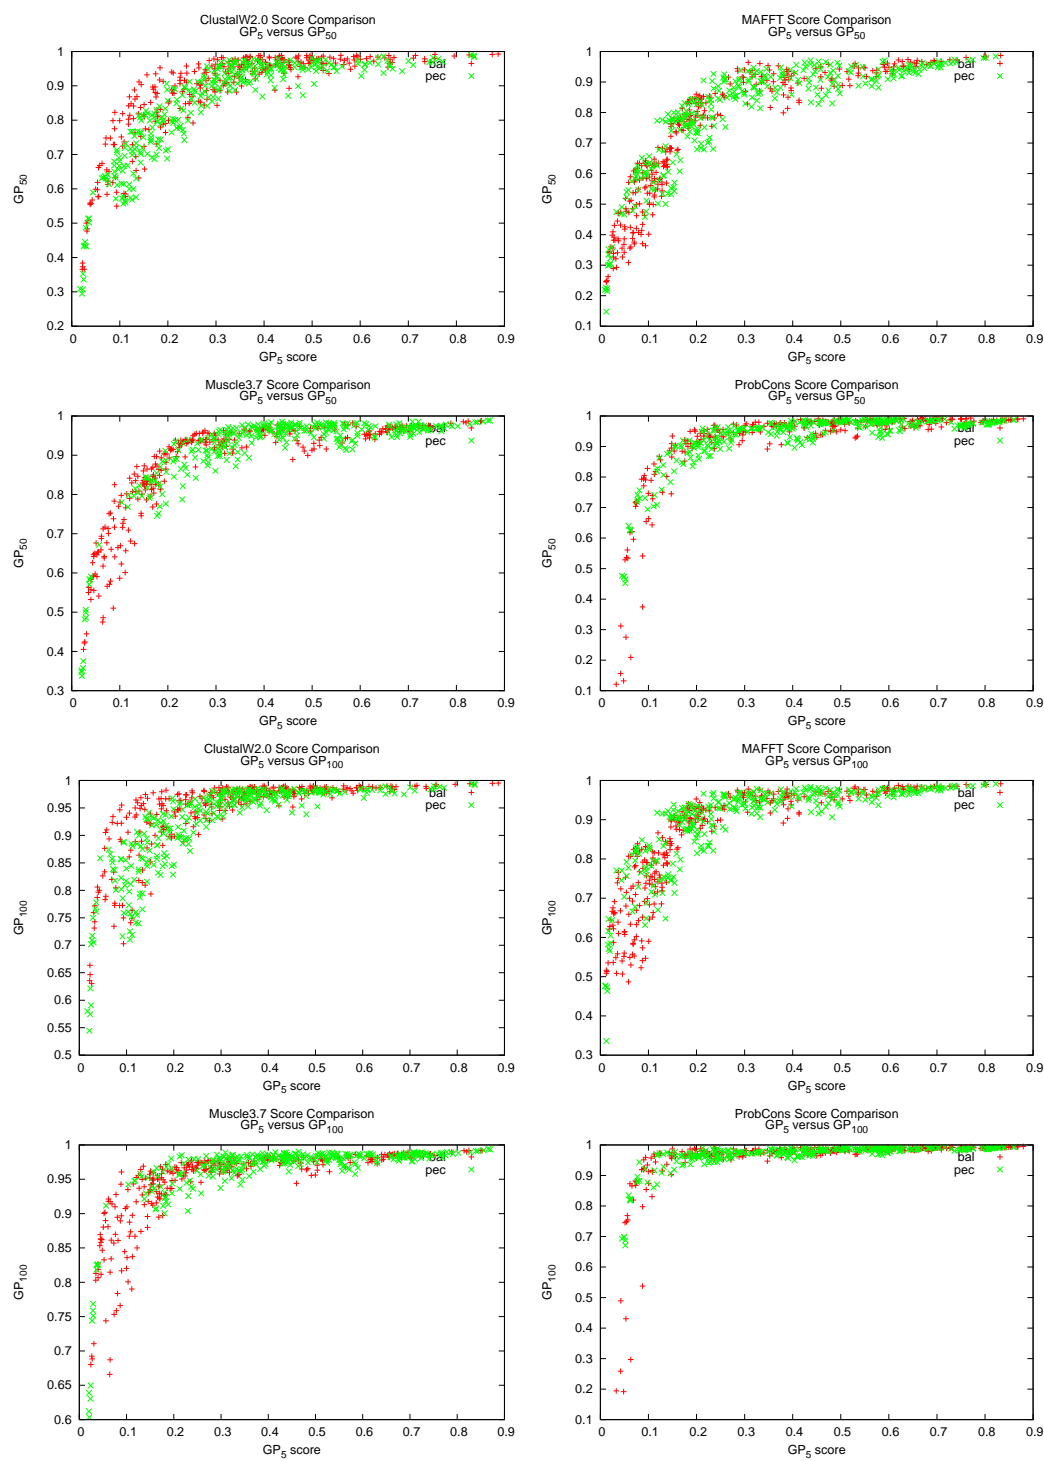 ClustalW2.0 Score Comparison
GP5 versus GP50
1
0.9
0.8
0.7
0.6
0.5
0.4
0.3
0.2
GP50
0 0.1 0.2 0.3 0.4 0.5 0.6 0.7 0.8 0.9
GP5 score
bal
pec
MAFFT Score Comparison
GP5 versus GP50
1
0.9
0.8
0.7
0.6
0.5
0.4
0.3
0.2
0.1
GP50
0 0.1 0.2 0.3 0.4 0.5 0.6 0.7 0.8 0.9
GP5 score
bal
pec
Muscle3.7 Score Comparison
GP5 versus GP50
1
0.9
0.8
0.7
0.6
0.5
0.4
0.3
GP50
0 0.1 0.2 0.3 0.4 0.5 0.6 0.7 0.8 0.9
GP5 score
bal
pec
ProbCons Score Comparison
GP5 versus GP50
1
0.9
0.8
0.7
0.6
0.5
0.4
0.3
0.2
0.1
GP50
0 0.1 0.2 0.3 0.4 0.5 0.6 0.7 0.8 0.9
GP5 score
bal
pec
ClustalW2.0 Score Comparison
GP5 versus GP100
1
0.95
0.9
0.85
0.8
0.75
0.7
0.65
0.6
0.55
0.5
GP100
0 0.1 0.2 0.3 0.4 0.5 0.6 0.7 0.8 0.9
GP5 score
bal
pec
MAFFT Score Comparison
GP5 versus GP100
1
0.9
0.8
0.7
0.6
0.5
0.4
0.3
GP100
0 0.1 0.2 0.3 0.4 0.5 0.6 0.7 0.8 0.9
GP5 score
bal
pec
Muscle3.7 Score Comparison
GP5 versus GP100
1
0.95
0.9
0.85
0.8
0.75
0.7
0.65
0.6
GP100
0 0.1 0.2 0.3 0.4 0.5 0.6 0.7 0.8 0.9
GP5 score
bal
pec
ProbCons Score Comparison
GP5 versus GP100
1
0.9
0.8
0.7
0.6
0.5
0.4
0.3
0.2
0.1
GP100
0 0.1 0.2 0.3 0.4 0.5 0.6 0.7 0.8 0.9
GP5 score
bal
pec